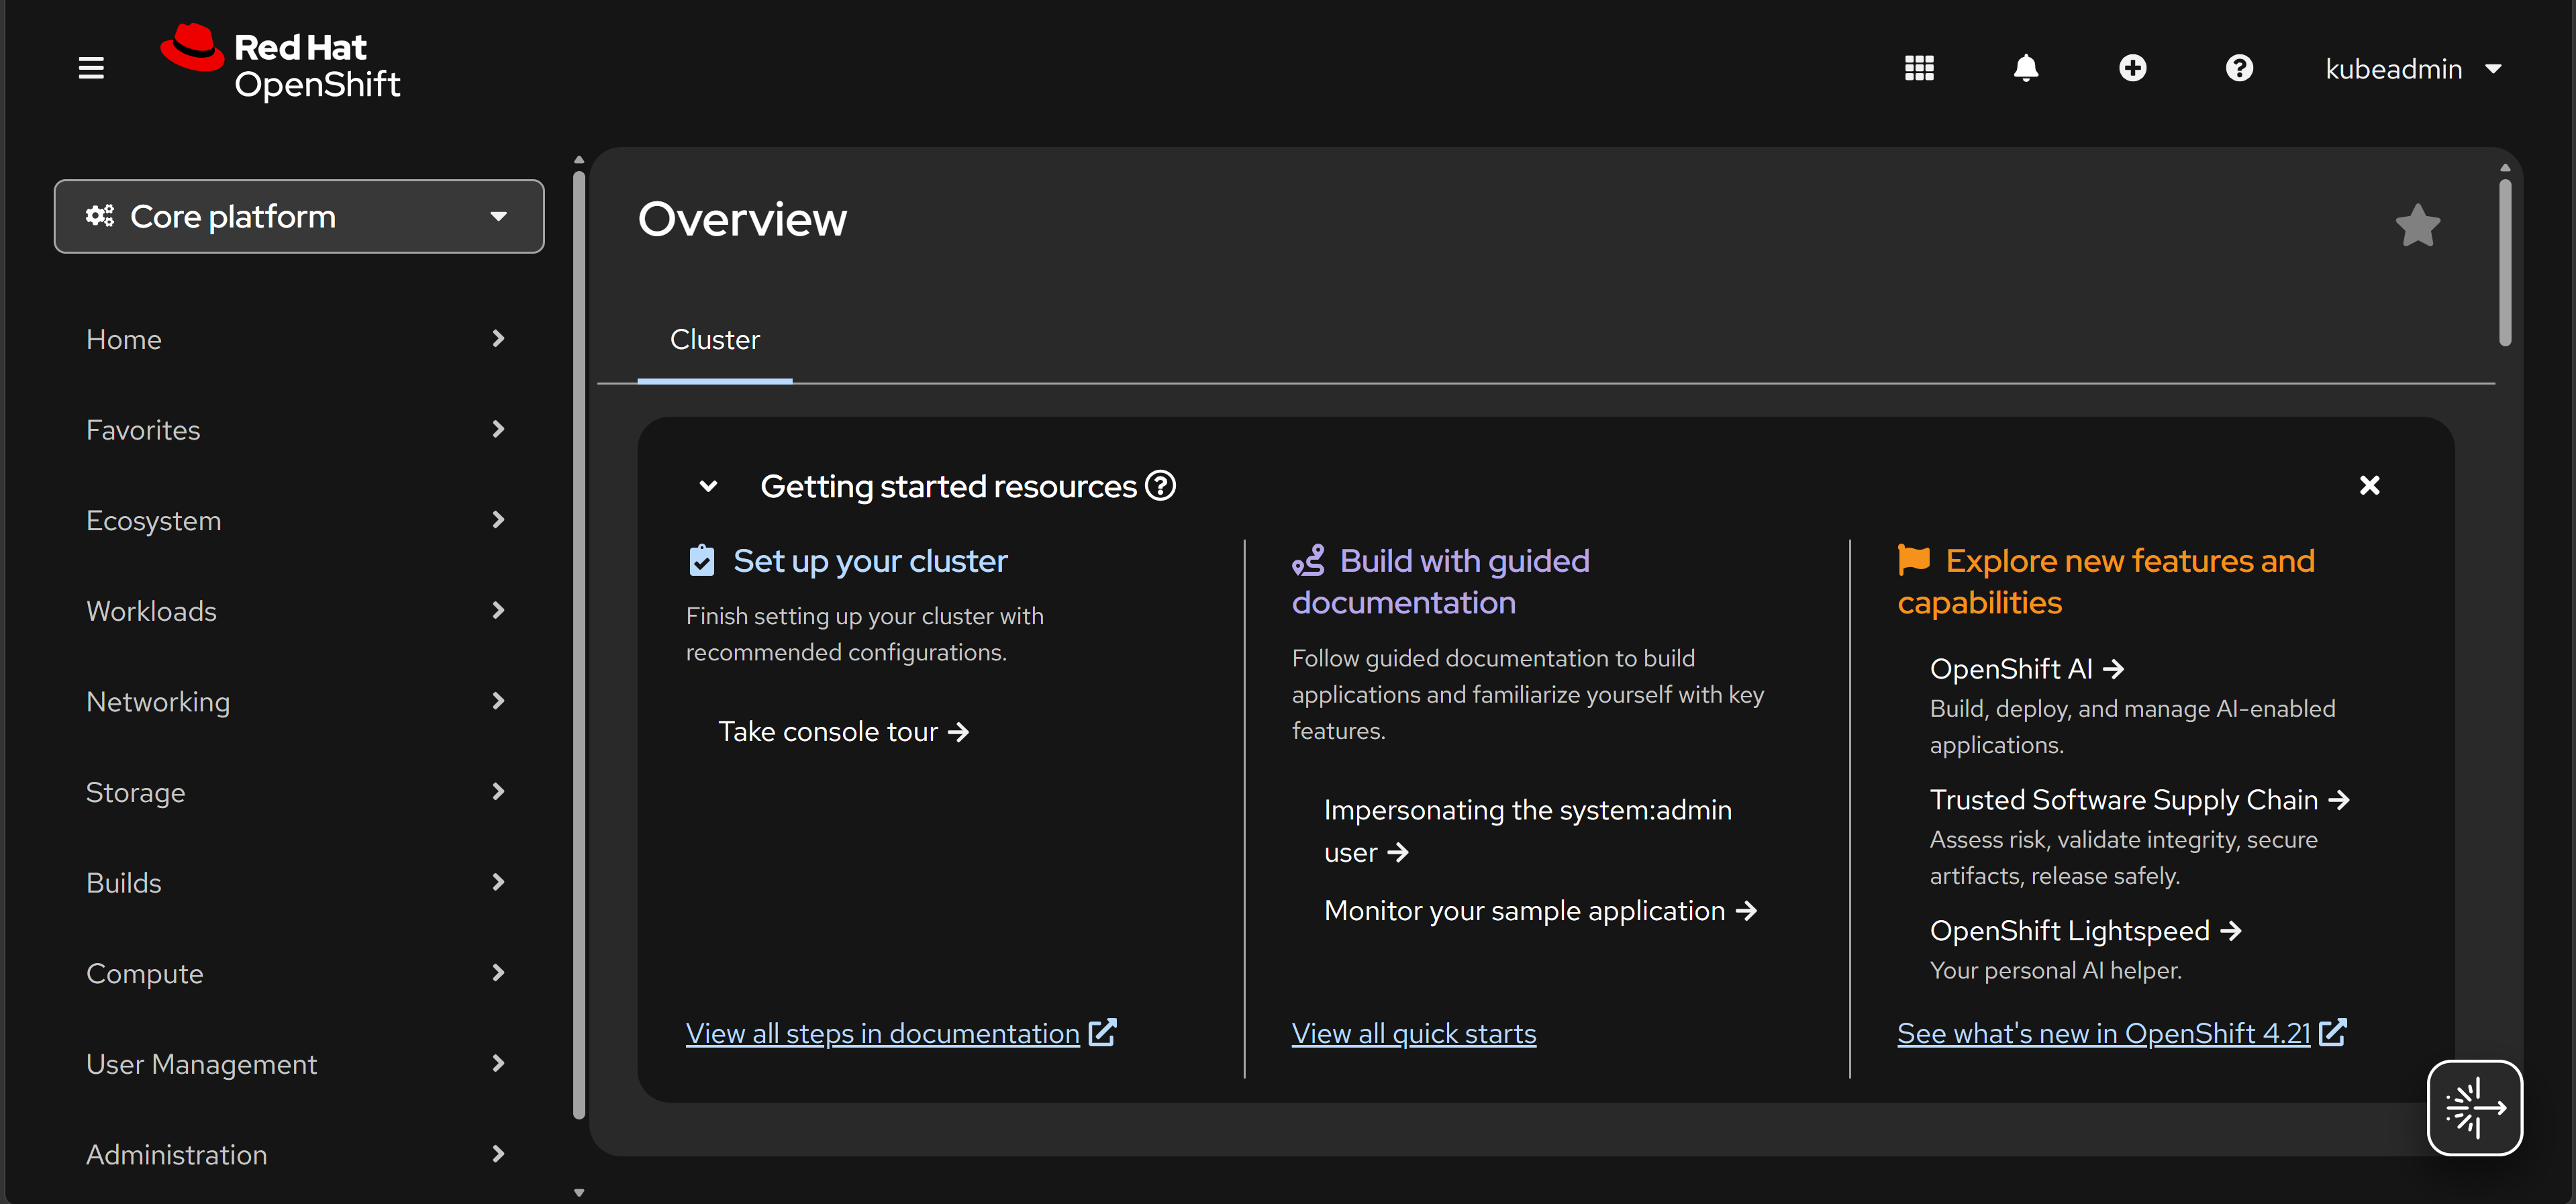 Red Hat
OpenShift
kubeadmin
Core platform
Home
Favorites
Ecosystem
Workloads
Networking
Storage
Builds
Compute
User Management
Administration
Overview
Cluster
Getting started resources
Set up your cluster
Finish setting up your cluster with
recommended configurations.
Take console tour
View all steps in documentation
Build with guided
documentation
Follow guided documentation to build
applications and familiarize yourself with key
features.
Impersonating the system:admin
user
Monitor your sample application
View all quick starts
Explore new features and
capabilities
OpenShift AI
Build, deploy, and manage AI-enabled
applications.
Trusted Software Supply Chain
Assess risk, validate integrity, secure
artifacts, release safely.
OpenShift Lightspeed
Your personal AI helper.
See what's new in OpenShift 4.21